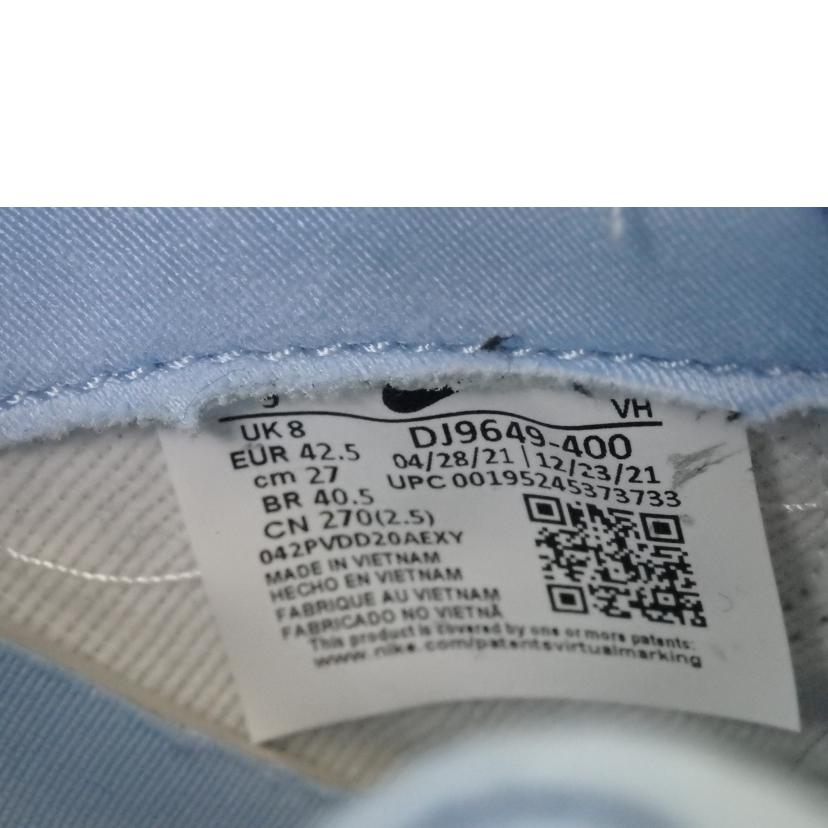 VH
UK 8
DJ9649-400
EUR 42.5
04/28/21 | 12/23/21
cm 27
UPC 00195245373733
BR 40.5
CN 270(2.5)
042PVDD20AEXY
MADE IN VIETNAM
HECHO EN VIETNAM
FABRIQUE AU VIETNAM
FABRICADO NO VIETNÃ
This product is covered by one or more patents:
www.nike.com/patentsvirtualmarking